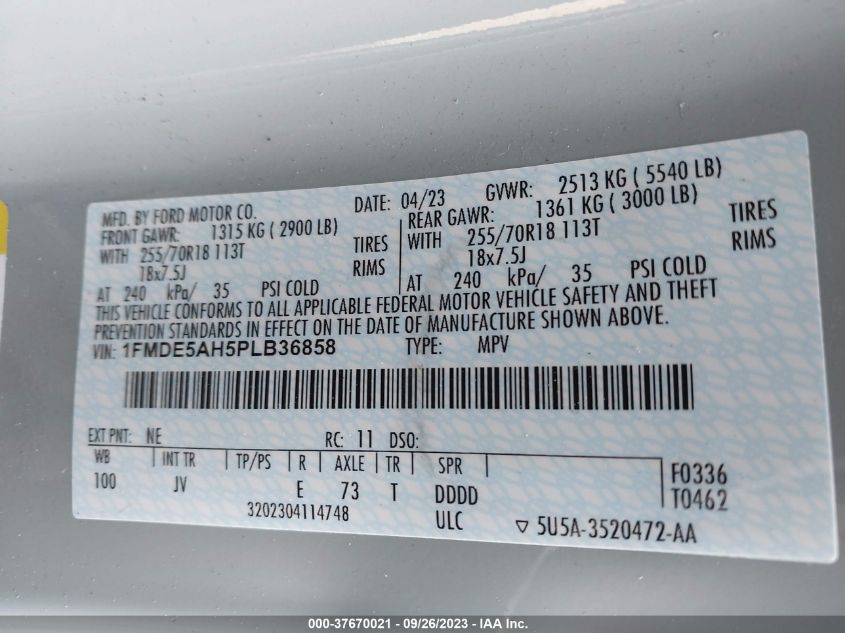 MFD. BY FORD MOTOR CO. DATE: 04/23 GVWR: 2513 KG ( 5540 LB)
FRONT GAWR: 1315 KG ( 2900 LB) REAR GAWR: 1361 KG ( 3000 LB)
WITH 255/70R18 113T TIRES WITH 255/70R18 113T TIRES
18x7.5J RIMS 18x7.5J RIMS
AT 240 kPa/ 35 PSI COLD AT 240 kPa/ 35 PSI COLD
THIS VEHICLE CONFORMS TO ALL APPLICABLE FEDERAL MOTOR VEHICLE SAFETY AND THEFT
PREVENTION STANDARDS IN EFFECT ON THE DATE OF MANUFACTURE SHOWN ABOVE.
VIN: 1FMDE5AH5PLB36858 TYPE: MPV
EXT PNT: NE RC: 11 DSO:
WB INT TR TP/PS R AXLE TR SPR F0336
100 JV E 73 T DDDD T0462
3202304114748 ULC ▽ 5U5A-3520472-AA
000-37670021 - 09/26/2023 - IAA Inc.